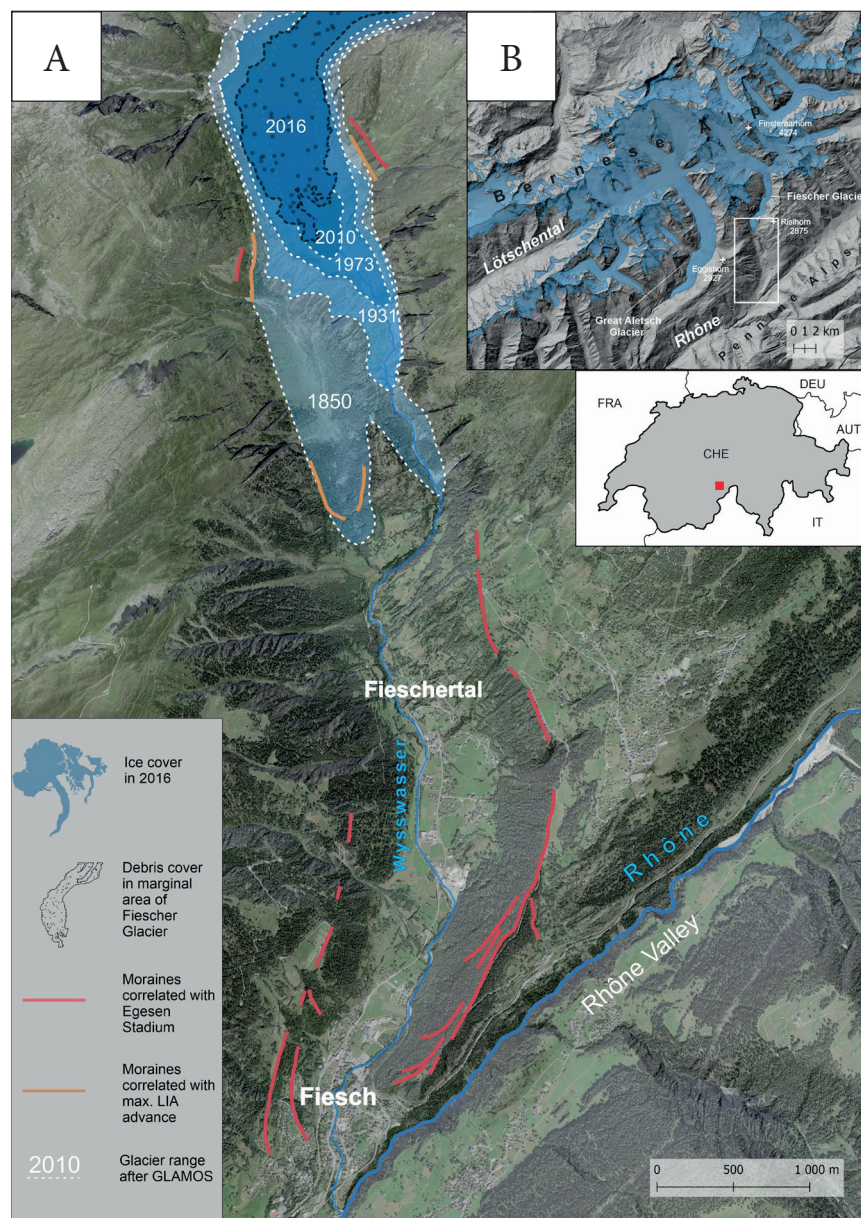 A
2016
2010
1973
1931
1850
Fieschertal
Wysswasser
Rhône
Rhône Valley
Fiesch
0 500 1 000 m
B
Finsteraarhorn
4274
Bernese Alps
Fiescher Glacier
Risihorn
2875
Lötschental
Eggishorn
2927
Great Aletsch
Glacier
Rhône
Pennine Alps
0 1 2 km
FRA
DEU
AUT
CHE
IT
Ice cover
in 2016
Debris cover
in marginal
area of
Fiescher
Glacier
Moraines
correlated with
Egesen
Stadium
Moraines
correlated with
max. LIA
advance
2010
Glacier range
after GLAMOS